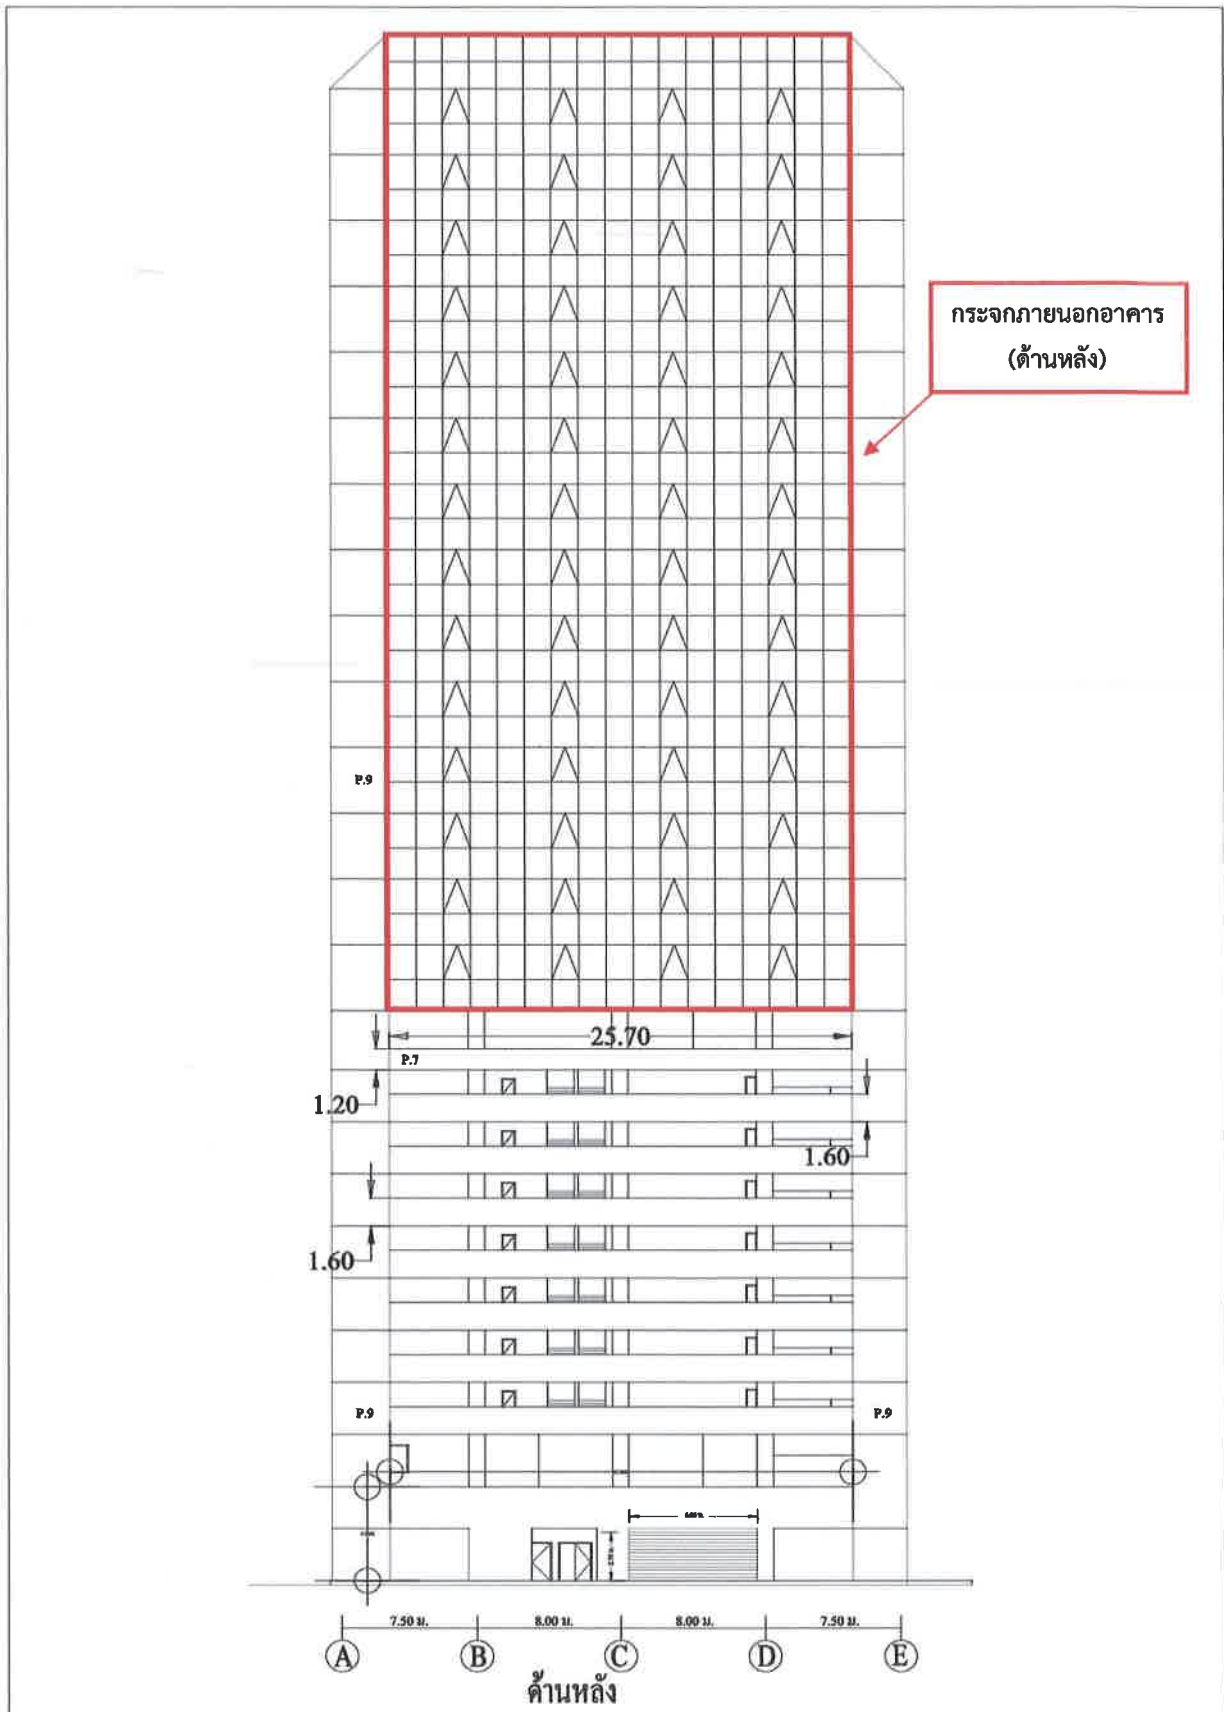 กระจกภายนอกอาคาร
(ด้านหลัง)
P.9
25.70
P.7
1.20
1.60
1.60
P.9
P.9
7.50 ม.
8.00 ม.
8.00 ม.
7.50 ม.
A
B
C
D
E
ด้านหลัง